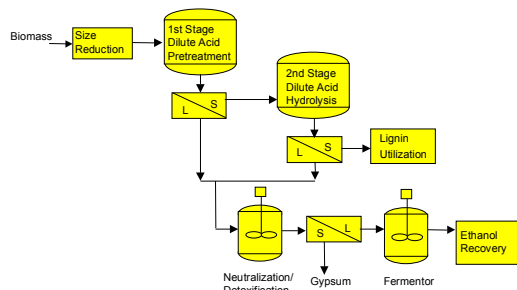 Biomass
Size
Reduction
1st Stage
Dilute Acid
Pretreatment
2nd Stage
Dilute Acid
Hydrolysis
L
S
L
S
Lignin
Utilization
S
L
Ethanol
Recovery
Neutralization/
Detoxification
Gypsum
Fermentor